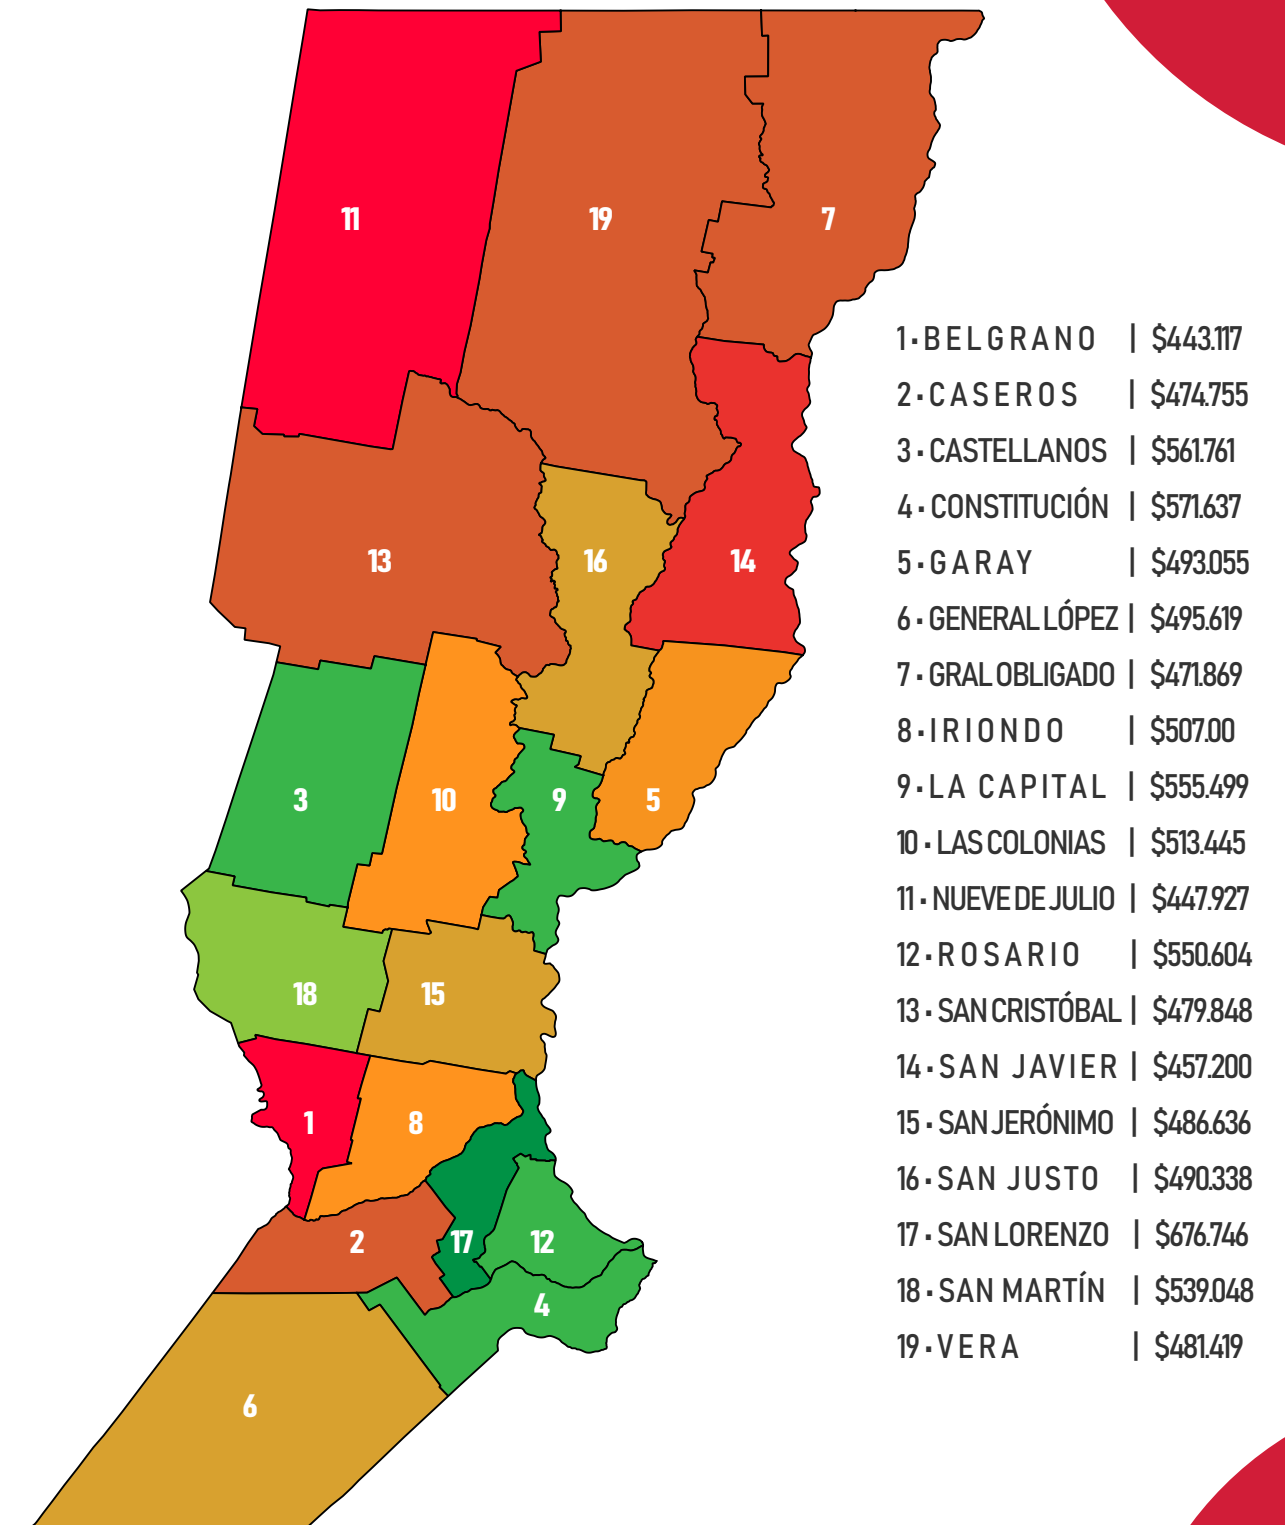 11
19
7
13
16
14
3
10
9
5
18
15
1
8
2
17
12
4
6
1 · BELGRANO | $443.117
2 · CASEROS | $474.755
3 · CASTELLANOS | $561.761
4 · CONSTITUCIÓN | $571.637
5 · GARAY | $493.055
6 · GENERAL LÓPEZ | $495.619
7 · GRAL OBLIGADO | $471.869
8 · IRIONDO | $507.00
9 · LA CAPITAL | $555.499
10 · LAS COLONIAS | $513.445
11 · NUEVE DE JULIO | $447.927
12 · ROSARIO | $550.604
13 · SAN CRISTÓBAL | $479.848
14 · SAN JAVIER | $457.200
15 · SAN JERÓNIMO | $486.636
16 · SAN JUSTO | $490.338
17 · SAN LORENZO | $676.746
18 · SAN MARTÍN | $539.048
19 · VERA | $481.419